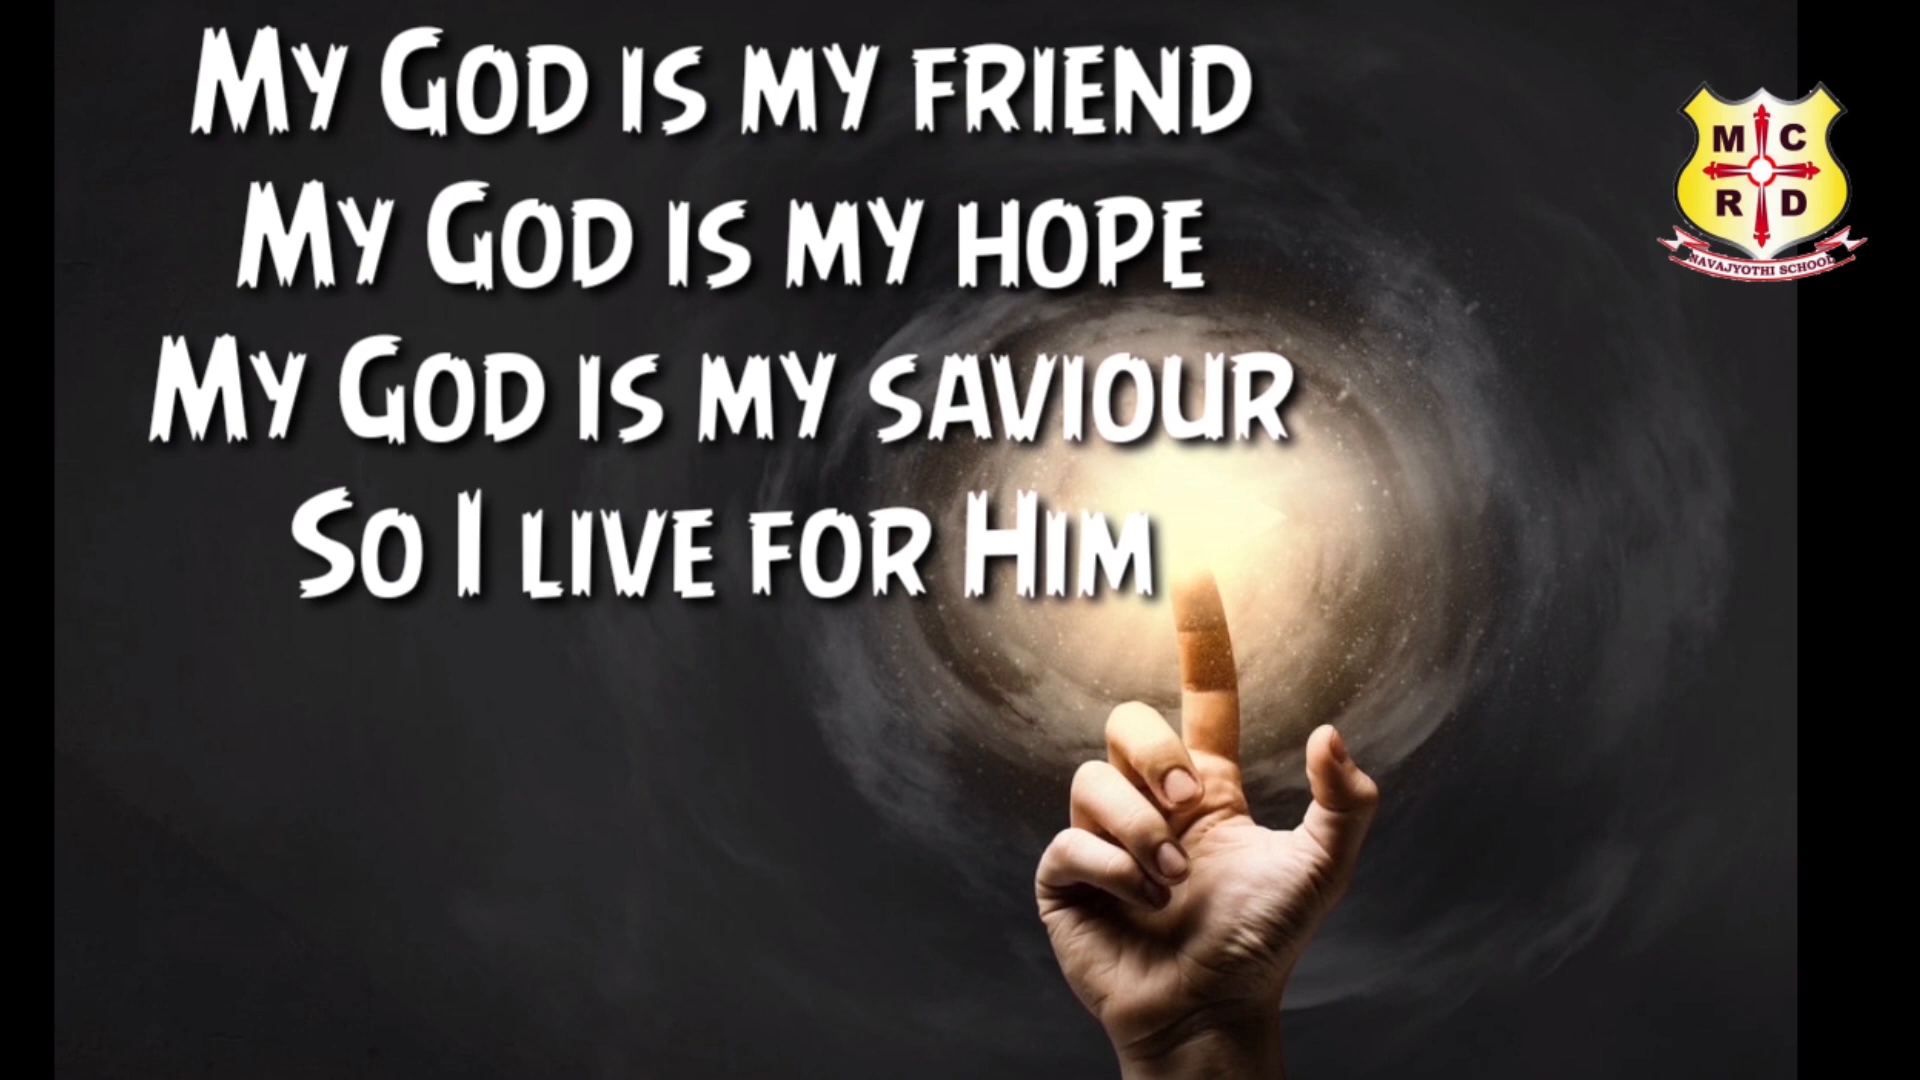 My God is my friend
My God is my hope
My God is my saviour
So I live for Him
M C
R D
NAVAJYOTHI SCHOOL